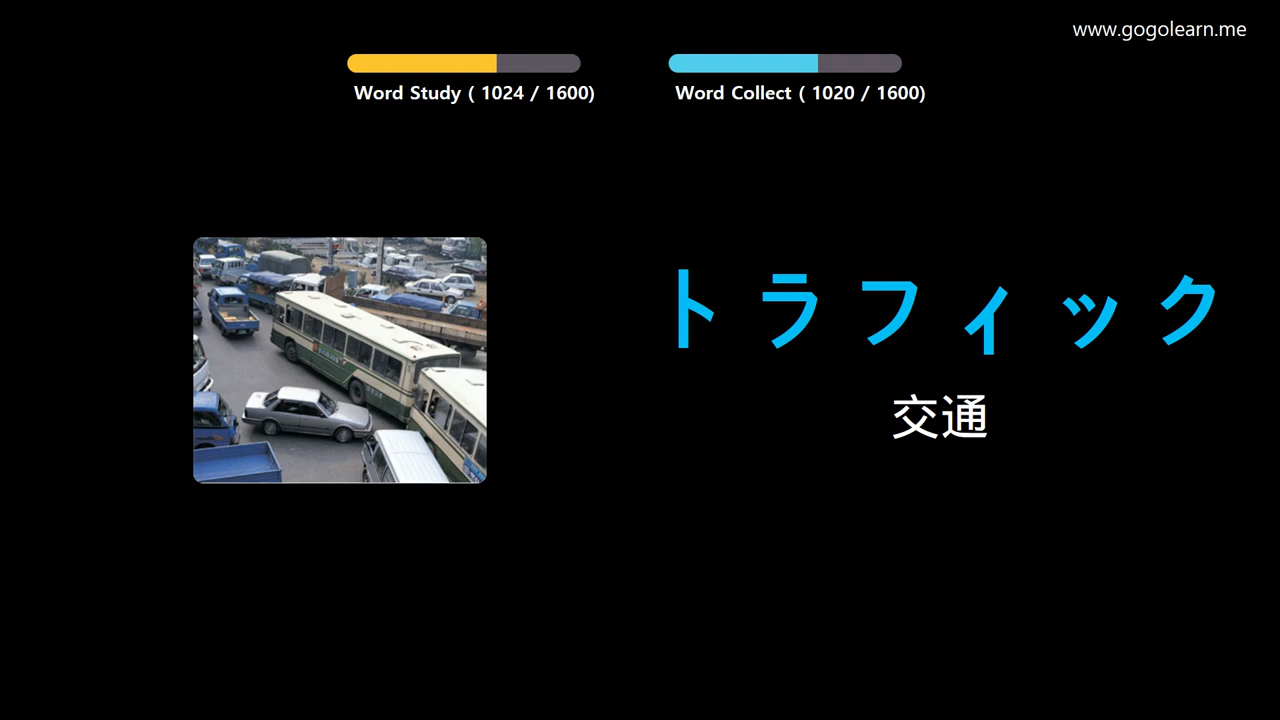 www.gogolearn.me
Word Study ( 1024 / 1600)
Word Collect ( 1020 / 1600)
トラフィック
交通